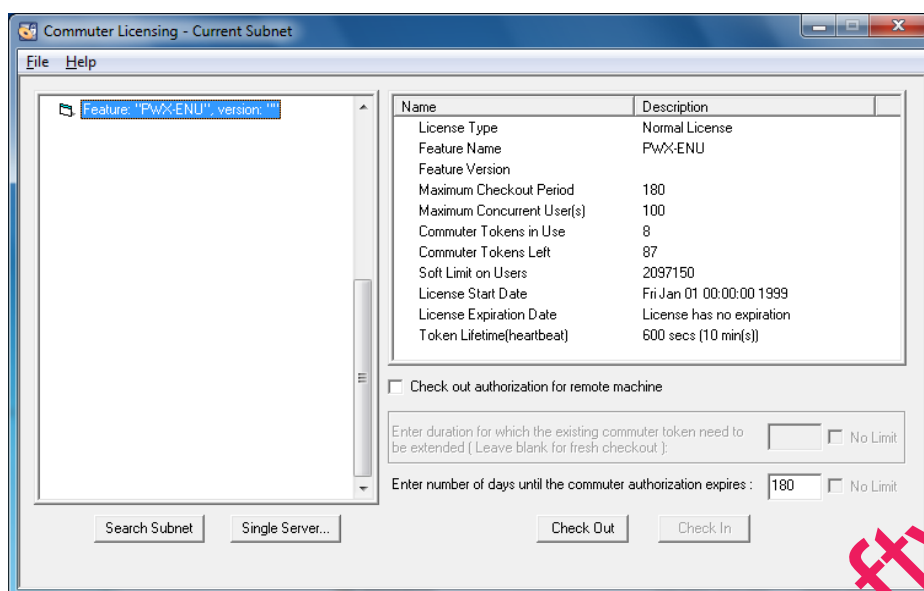 Commuter Licensing - Current Subnet
File Help
Feature: "PWX-ENU", version: ""
Name Description
License Type Normal License
Feature Name PWX-ENU
Feature Version
Maximum Checkout Period 180
Maximum Concurrent User(s) 100
Commuter Tokens in Use 8
Commuter Tokens Left 87
Soft Limit on Users 2097150
License Start Date Fri Jan 01 00:00:00 1999
License Expiration Date License has no expiration
Token Lifetime(heartbeat) 600 secs (10 min(s))
Check out authorization for remote machine
Enter duration for which the existing commuter token need to
be extended ( Leave blank for fresh checkout ): No Limit
Enter number of days until the commuter authorization expires : 180 No Limit
Search Subnet Single Server... Check Out Check In